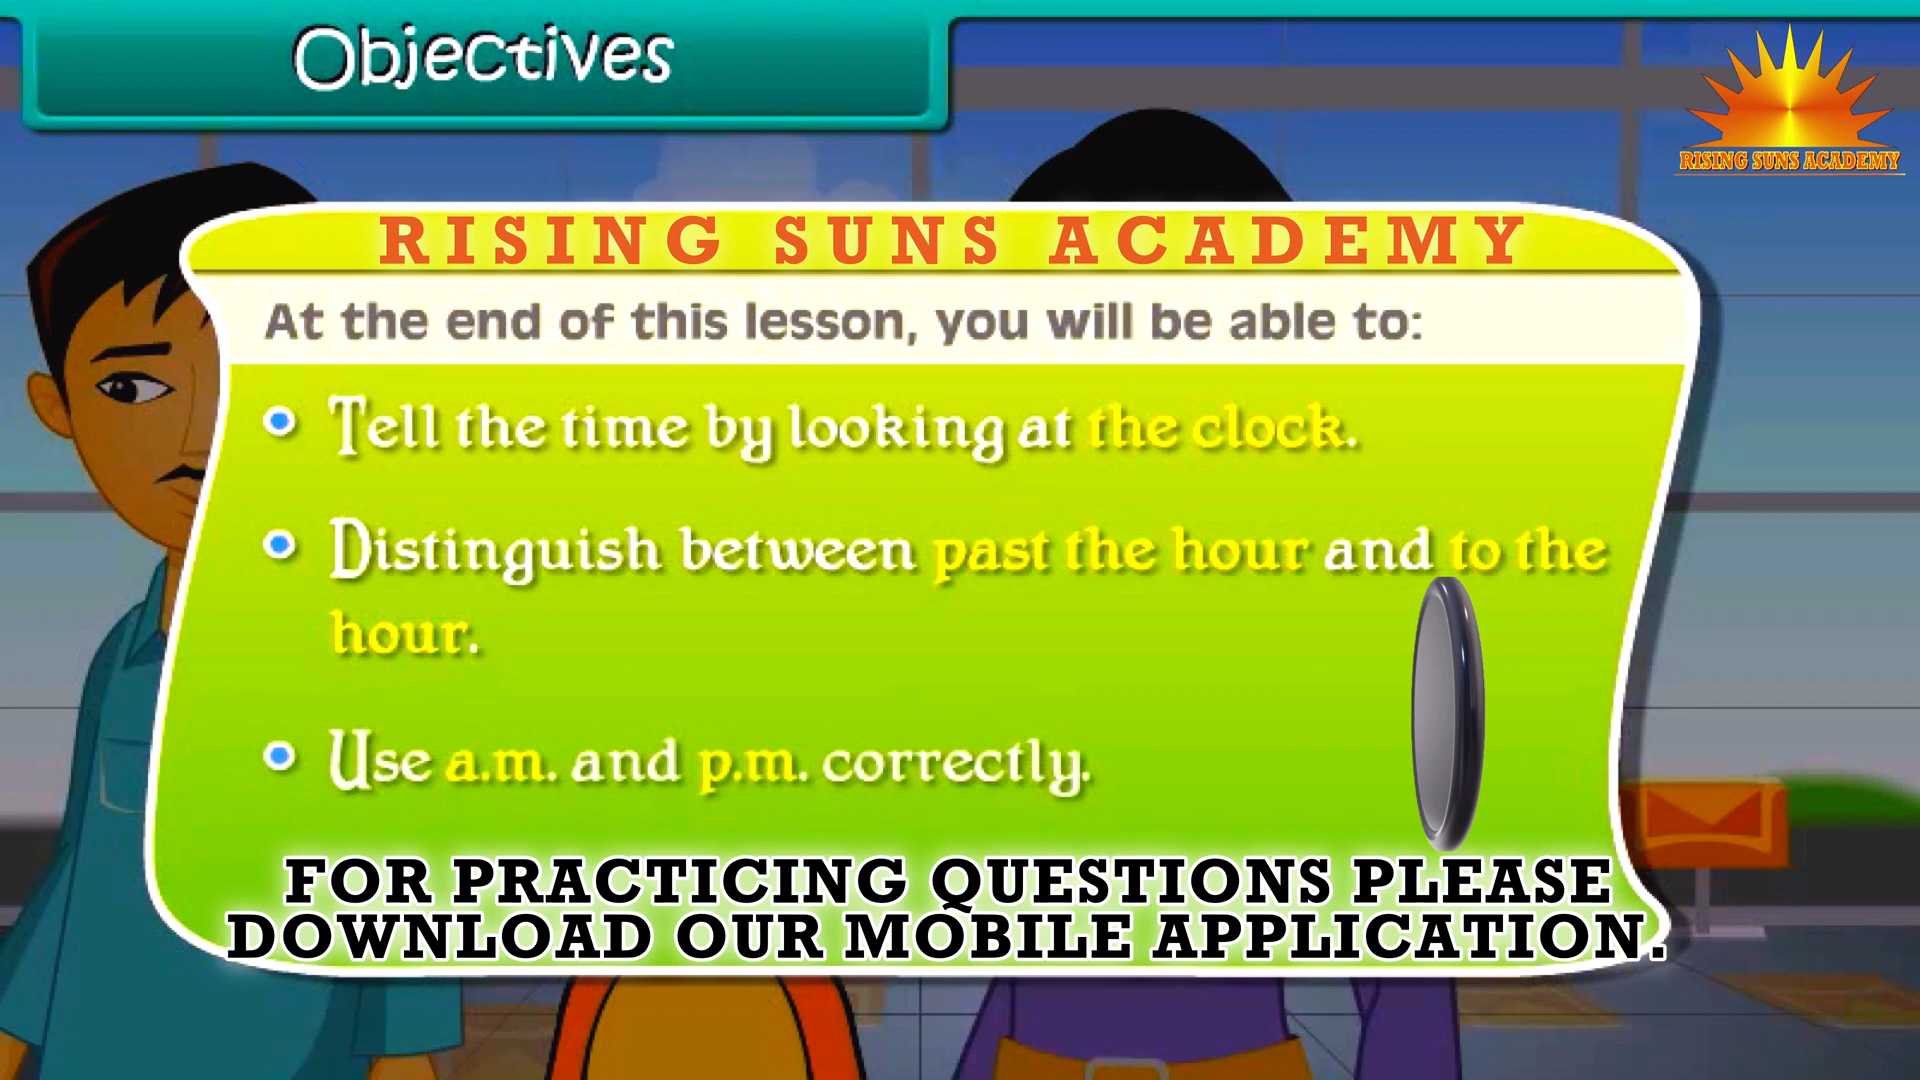 Objectives
RISING SUNS ACADEMY
RISING SUNS ACADEMY
At the end of this lesson, you will be able to:
Tell the time by looking at the clock.
Distinguish between past the hour and to the
hour.
Use a.m. and p.m. correctly.
FOR PRACTICING QUESTIONS PLEASE
DOWNLOAD OUR MOBILE APPLICATION.